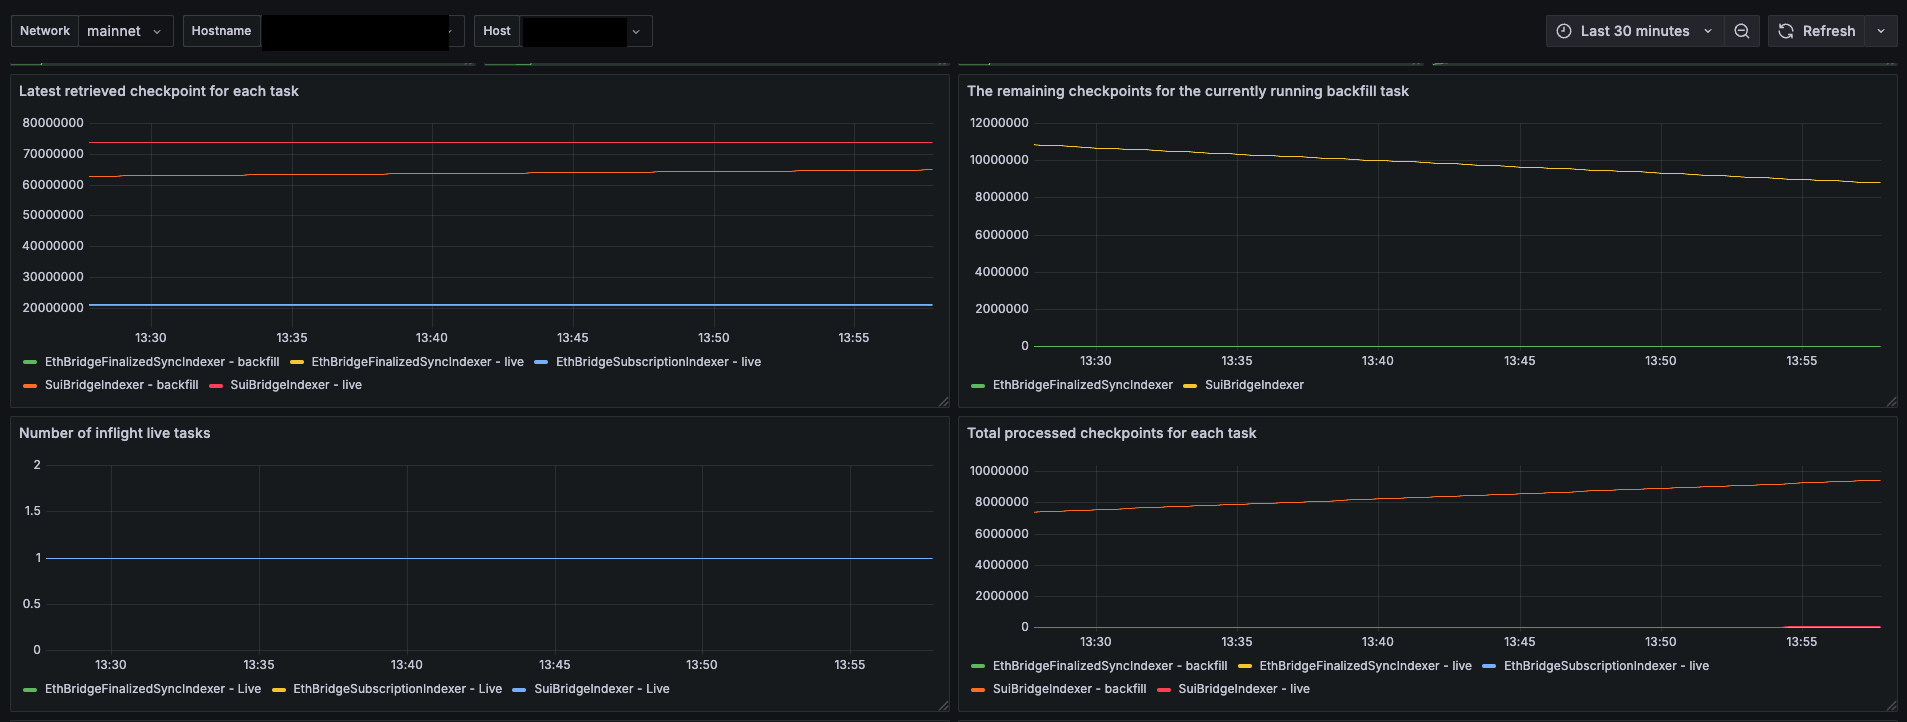 Network mainnet Hostname Host Last 30 minutes Refresh
Latest retrieved checkpoint for each task
80000000
70000000
60000000
50000000
40000000
30000000
20000000
13:30 13:35 13:40 13:45 13:50 13:55
EthBridgeFinalizedSyncIndexer - backfill EthBridgeFinalizedSyncIndexer - live EthBridgeSubscriptionIndexer - live
SuiBridgeIndexer - backfill SuiBridgeIndexer - live
The remaining checkpoints for the currently running backfill task
12000000
10000000
8000000
6000000
4000000
2000000
0
13:30 13:35 13:40 13:45 13:50 13:55
EthBridgeFinalizedSyncIndexer SuiBridgeIndexer
Number of inflight live tasks
2
1.5
1
0.5
0
13:30 13:35 13:40 13:45 13:50 13:55
EthBridgeFinalizedSyncIndexer - Live EthBridgeSubscriptionIndexer - Live SuiBridgeIndexer - Live
Total processed checkpoints for each task
10000000
8000000
6000000
4000000
2000000
0
13:30 13:35 13:40 13:45 13:50 13:55
EthBridgeFinalizedSyncIndexer - backfill EthBridgeFinalizedSyncIndexer - live EthBridgeSubscriptionIndexer - live
SuiBridgeIndexer - backfill SuiBridgeIndexer - live